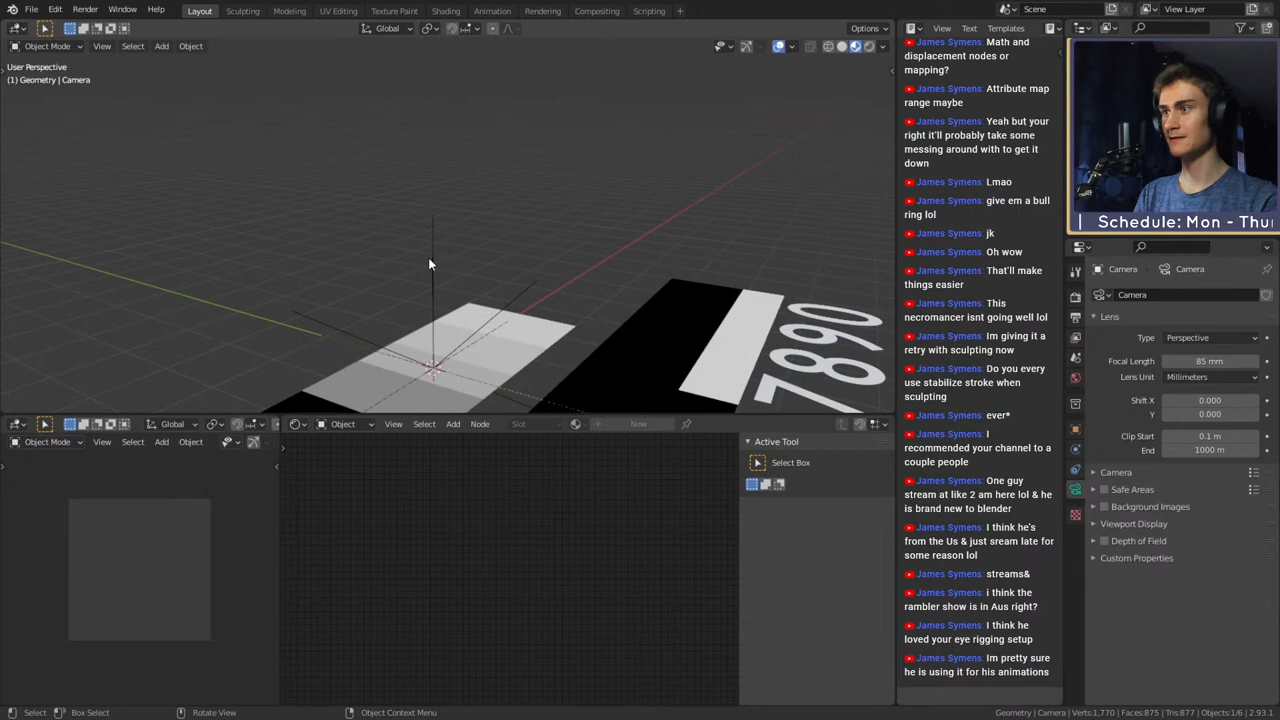 File Edit Render Window Help Layout Sculpting Modeling UV Editing Texture Paint Shading Animation Rendering Compositing Scripting + Scene View Layer
Global Options View Text Templates
Object Mode View Select Add Object
User Perspective
(1) Geometry | Camera
7890
James Symens: Math and
displacement nodes or
mapping?
James Symens: Attribute map
range maybe
James Symens: Yeah but your
right it'll probably take some
messing around with to get it
down
James Symens: Lmao
James Symens: give em a bull
ring lol
James Symens: jk
James Symens: Oh wow
James Symens: That'll make
things easier
James Symens: This
necromancer isnt going well lol
James Symens: Im giving it a
retry with sculpting now
James Symens: Do you every
use stabilize stroke when
sculpting
James Symens: ever*
James Symens: I
recommended your channel to a
couple people
James Symens: One guy
stream at like 2 am here lol & he
is brand new to blender
James Symens: I think he's
from the Us & just sream late for
some reason lol
James Symens: streams&
James Symens: i think the
rambler show is in Aus right?
James Symens: I think he
loved your eye rigging setup
James Symens: Im pretty sure
he is using it for his animations
| Schedule: Mon - Thu
Camera Camera
Camera
Lens
Type Perspective
Focal Length 85 mm
Lens Unit Millimeters
Shift X 0.000
Y 0.000
Clip Start 0.1 m
End 1000 m
Camera
Safe Areas
Background Images
Viewport Display
Depth of Field
Custom Properties
Global Object View Select Add Node Slot New
Object Mode View Select Add Object
Active Tool
Select Box
Select Box Select Rotate View Object Context Menu Geometry | Camera | Verts:1,770 | Faces:875 | Tris:877 | Objects:1/6 | 2.93.1